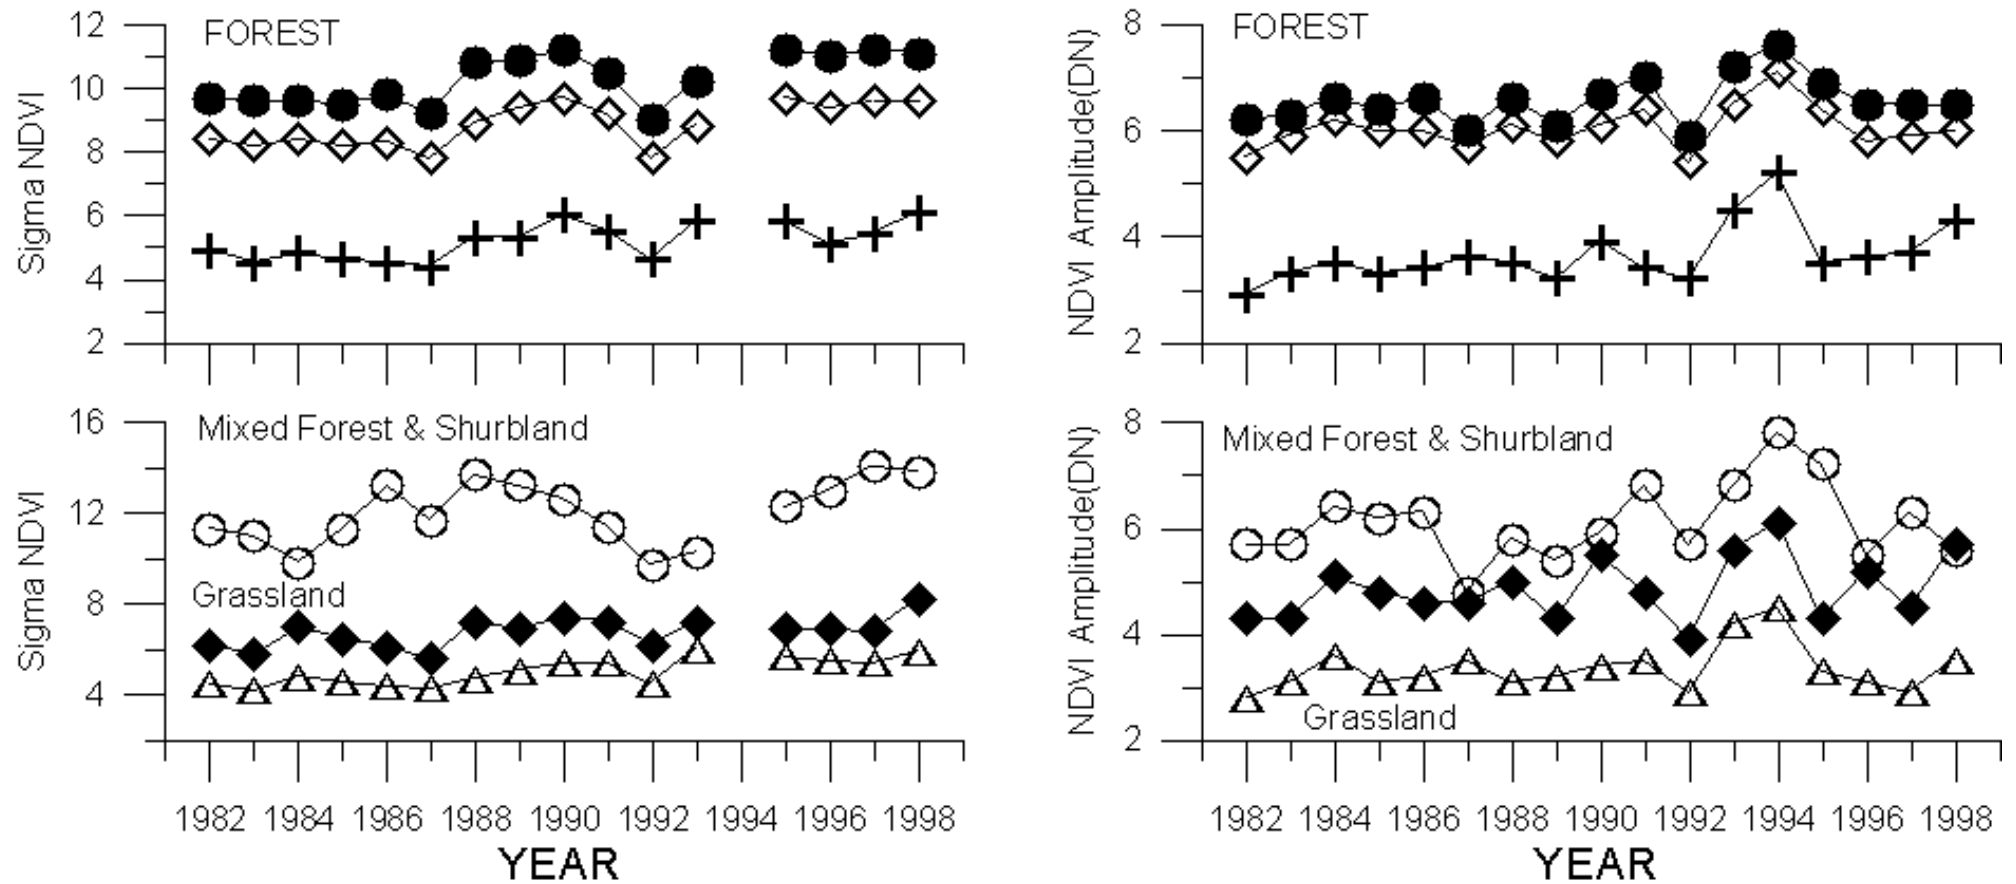 FOREST
12
10
8
6
4
2
Sigma NDVI
FOREST
8
6
4
2
NDVI Amplitude(DN)
Mixed Forest & Shurbland
16
12
8
4
Sigma NDVI
Grassland
1982 1984 1986 1988 1990 1992 1994 1996 1998
YEAR
Mixed Forest & Shurbland
8
6
4
2
NDVI Amplitude(DN)
Grassland
1982 1984 1986 1988 1990 1992 1994 1996 1998
YEAR